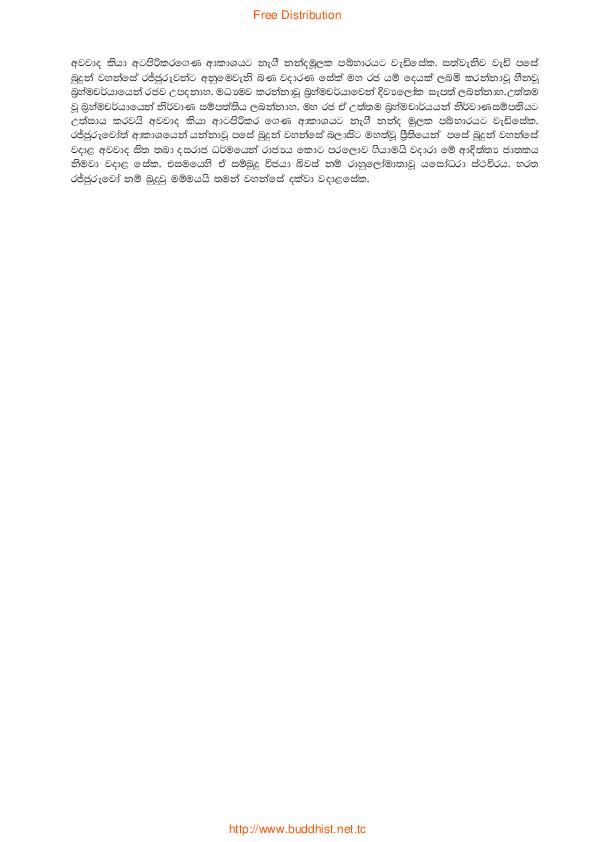 Free Distribution
අවවාද කියා අටපිරිකරගෙණ ආකාශයට නැගී නන්දමූලක පබ්භාරයට වැඩිසේක. සත්වැනිව වැඩි පසේ
බුදුන් වහන්සේ රජ්ජුරුවන්ට අනුමෙවැනි බණ වදාරණ සේක් මහ රජ යම් දෙයක් ලබමි කරන්නාවූ හීනවූ
බ්‍රහ්මචර්යායෙන් රජව උපදනාහ. මධ්‍යමව කරන්නාවූ බ්‍රහ්මචර්යාවෙන් දිව්‍යලෝක සැපත් ලබන්නාහ.උත්තම
වූ බ්‍රහ්මචර්යායෙන් නිර්වාණ සම්පත්තිය ලබන්නාහ. මහ රජ ඒ උත්තම බ්‍රහ්මචාර්යයන් නිර්වාණසම්පතියට
උත්සාය කරවයි අවවාද කියා ආටපිරිකර ගෙණ ආකාශයට නැගී නන්ද මූලක පබ්භාරයට වැඩිසේක.
රජ්ජුරුවෝත් ආකාශයෙන් යන්නාවූ පසේ බුදුන් වහන්සේ බලාසිට මහත්වූ ප්‍රීතියෙන් පසේ බුදුන් වහන්සේ
වදාළ අවවාද සිත තබා දසරාජ ධර්මයෙන් රාජ්‍යය කොට පරලොව ගියාමයි වදාරා මේ ආදිත්ත්‍ය ජාතකය
නිමවා වදාළ සේක. එසමයෙහි ඒ සම්බුදු විජයා බිවස් නම් රාහුලෝමාතාවූ යසෝධරා ස්ථවිරය. භරත
රජ්ජුරුවෝ නම් බුදුවු මම්මයයි තමන් වහන්සේ දක්වා වදාළසේක.
http://www.buddhist.net.tc